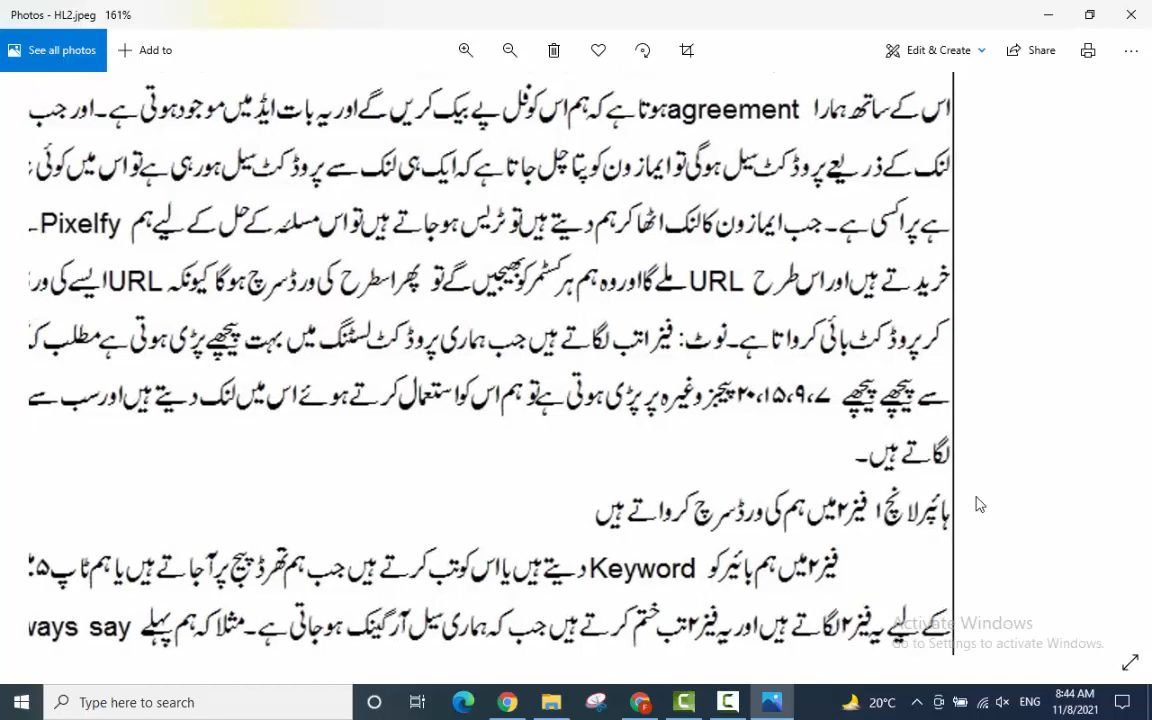 Photos - HL2.jpeg 161%
See all photos
Add to
Edit & Create
Share
اس کے ساتھ ہمارا agreement ہوتا ہے کہ ہم اس کو فل پے بیک کریں گے اور یہ بات ایڈ میں موجود ہوتی ہے۔ اور جب
لنک کے ذریعے پروڈکٹ سیل ہوگی تو ایمازون کو پتا چل جاتا ہے کہ ایک ہی لنک سے پروڈکٹ سیل ہورہی ہے تو اس میں کوئی
ہے پراکسی ہے۔ جب ایمازون کا لنک اٹھا کر ہم دیتے ہیں تو ٹریس ہوجاتے ہیں تو اس مسلئہ کے حل کے لیے ہم Pixelfy
خریدتے ہیں اور اس طرح URL ملے گا اور وہ ہم ہر کسٹمر کو بھیجیں گے تو پھر اسطرح کی ورڈ سرچ ہوگا کیونکہ URL ایسے کی ور
کر پروڈکٹ بائی کرواتا ہے۔ نوٹ: فیز ا تب لگاتے ہیں جب ہماری پروڈکٹ لسٹنگ میں بہت پیچھے پڑی ہوتی ہے مطلب ک
سے پیچھے پیچھے ۷،۹،۱۵،۲۰ پیجز وغیرہ پر پڑی ہوتی ہے تو ہم اس کو استعمال کرتے ہوئے اس میں لنک دیتے ہیں اور سب سے
لگاتے ہیں۔
ہائپر لانچ ا فیز ۲ میں ہم کی ورڈ سرچ کرواتے ہیں
فیز ۲ میں ہم بائیر کو Keyword دیتے ہیں یا اس کو تب کرتے ہیں جب ہم تھرڈ پیج پر آجاتے ہیں یا ہم ٹاپ ۵
کے لیے یہ فیز ۲ لگاتے ہیں اور یہ فیز ۲ تب ختم کرتے ہیں جب کہ ہماری سیل آرگینک ہوجاتی ہے۔ مثلا کہ ہم پہلے ways say
Activate Windows
Go to Settings to activate Windows.
Type here to search
20°C
ENG
8:44 AM
11/8/2021